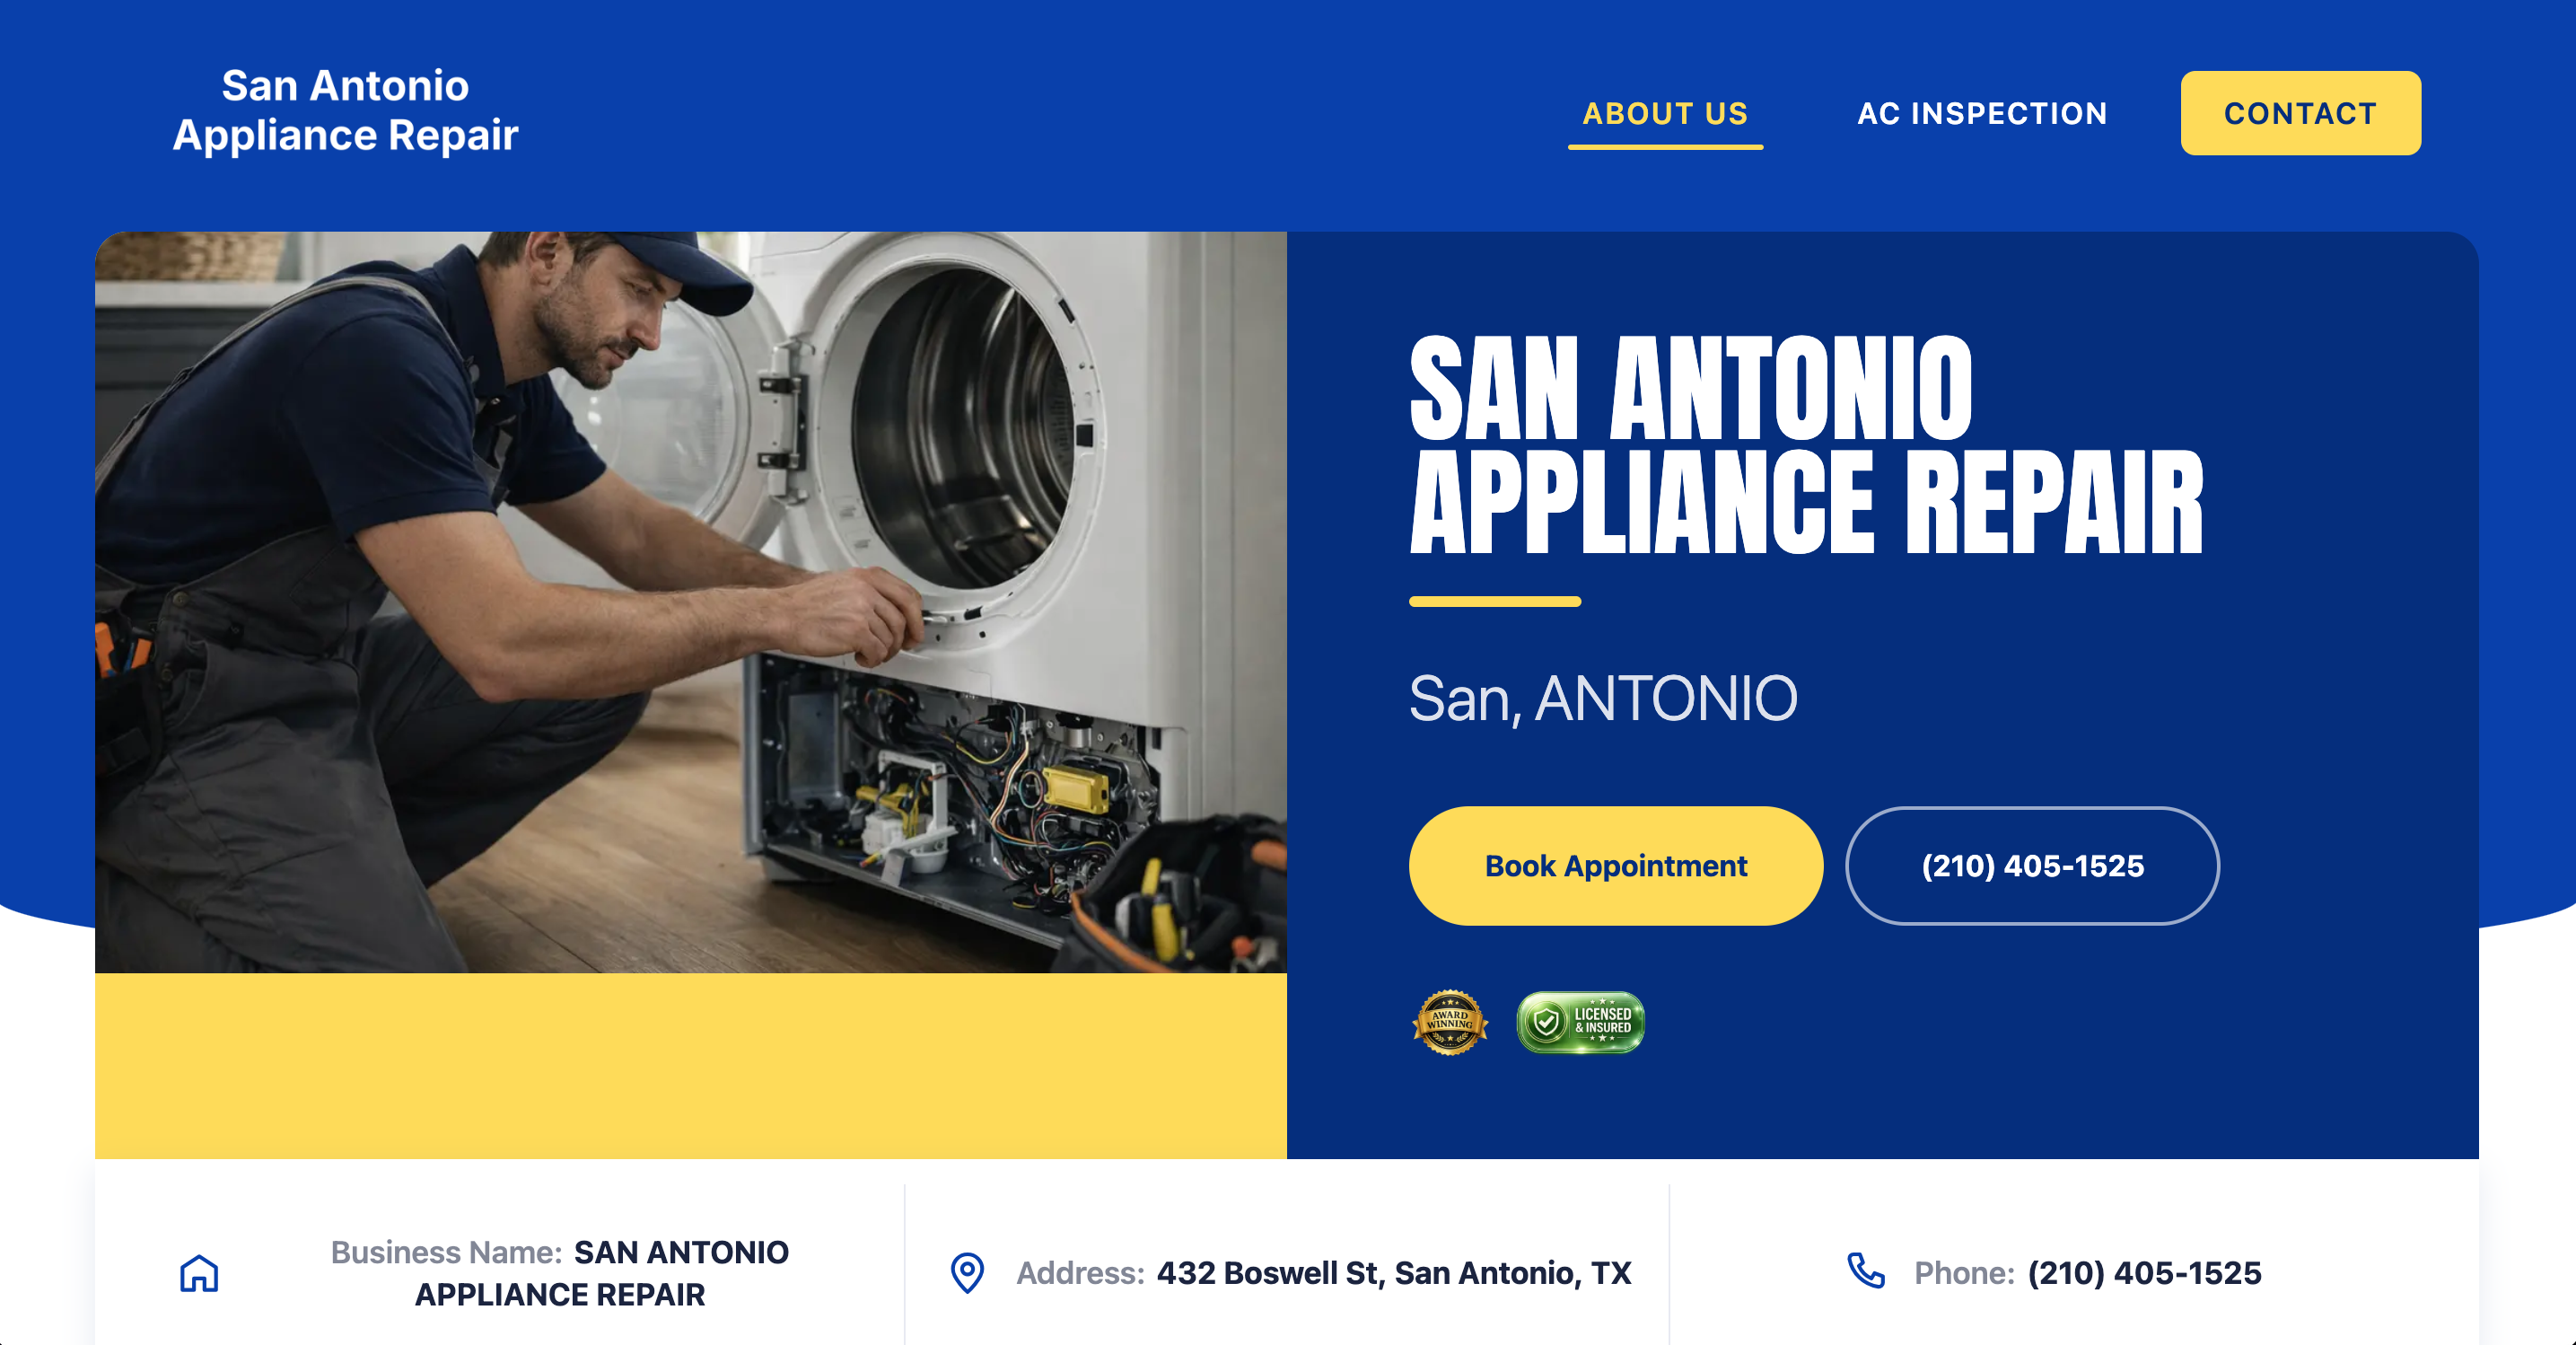 San Antonio
Appliance Repair
ABOUT US
AC INSPECTION
CONTACT
SAN ANTONIO
APPLIANCE REPAIR
San, ANTONIO
Book Appointment
(210) 405-1525
AWARD
WINNING
LICENSED
& INSURED
Business Name: SAN ANTONIO
APPLIANCE REPAIR
Address: 432 Boswell St, San Antonio, TX
Phone: (210) 405-1525